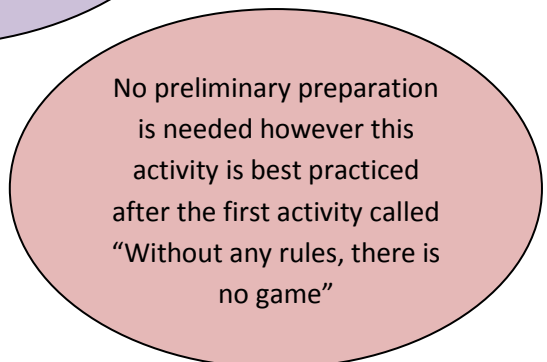 No preliminary preparation
is needed however this
activity is best practiced
after the first activity called
“Without any rules, there is
no game”